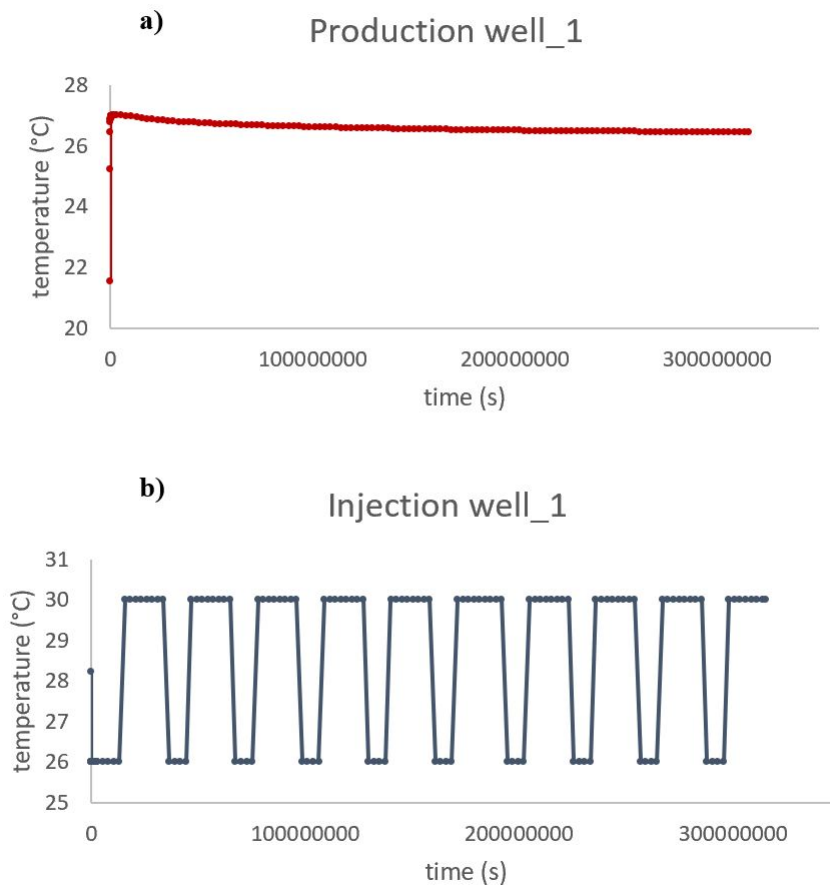 a)
Production well_1
28
26
24
22
20
temperature (°C)
0 100000000 200000000 300000000
time (s)
b)
Injection well_1
31
30
29
28
27
26
25
temperature (°C)
0 100000000 200000000 300000000
time (s)